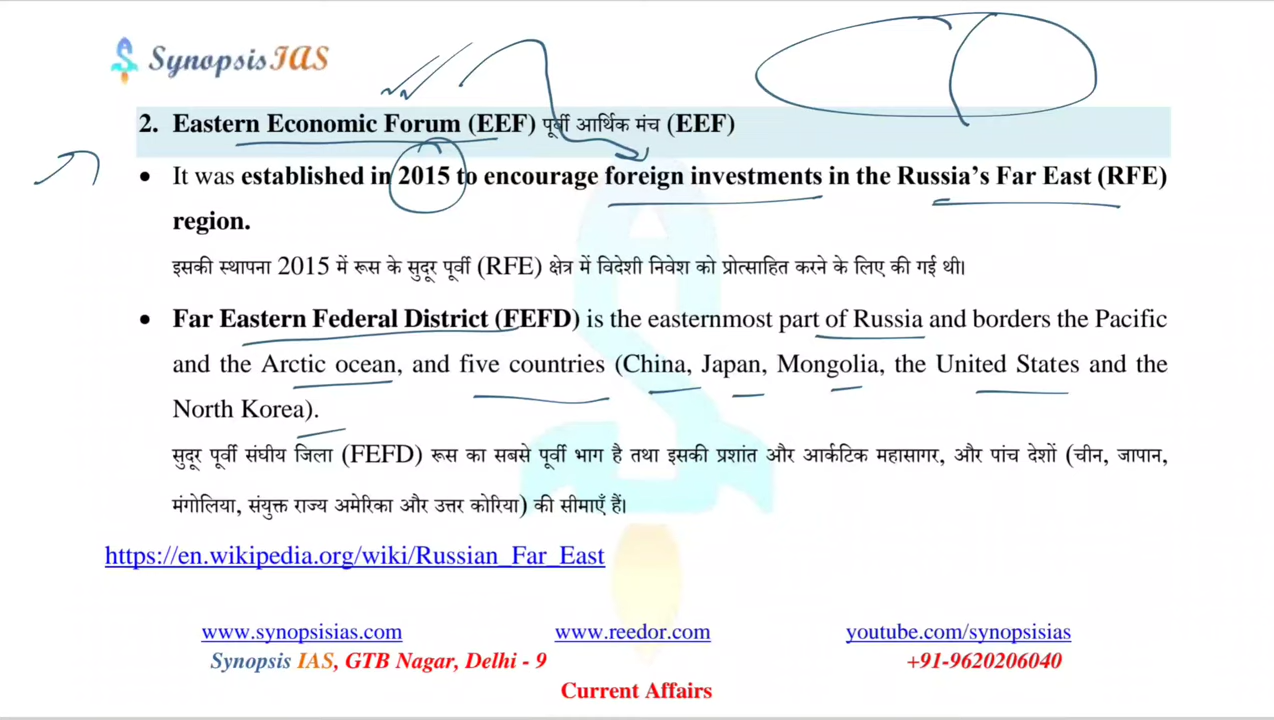 Synopsis IAS
2. Eastern Economic Forum (EEF) पूर्वी आर्थिक मंच (EEF)
• It was established in 2015 to encourage foreign investments in the Russia's Far East (RFE)
region.
इसकी स्थापना 2015 में रूस के सुदूर पूर्वी (RFE) क्षेत्र में विदेशी निवेश को प्रोत्साहित करने के लिए की गई थी।
• Far Eastern Federal District (FEFD) is the easternmost part of Russia and borders the Pacific
and the Arctic ocean, and five countries (China, Japan, Mongolia, the United States and the
North Korea).
सुदूर पूर्वी संघीय जिला (FEFD) रूस का सबसे पूर्वी भाग है तथा इसकी प्रशांत और आर्कटिक महासागर, और पांच देशों (चीन, जापान,
मंगोलिया, संयुक्त राज्य अमेरिका और उत्तर कोरिया) की सीमाएँ हैं।
https://en.wikipedia.org/wiki/Russian_Far_East
www.synopsisias.com www.reedor.com youtube.com/synopsisias
Synopsis IAS, GTB Nagar, Delhi - 9 +91-9620206040
Current Affairs